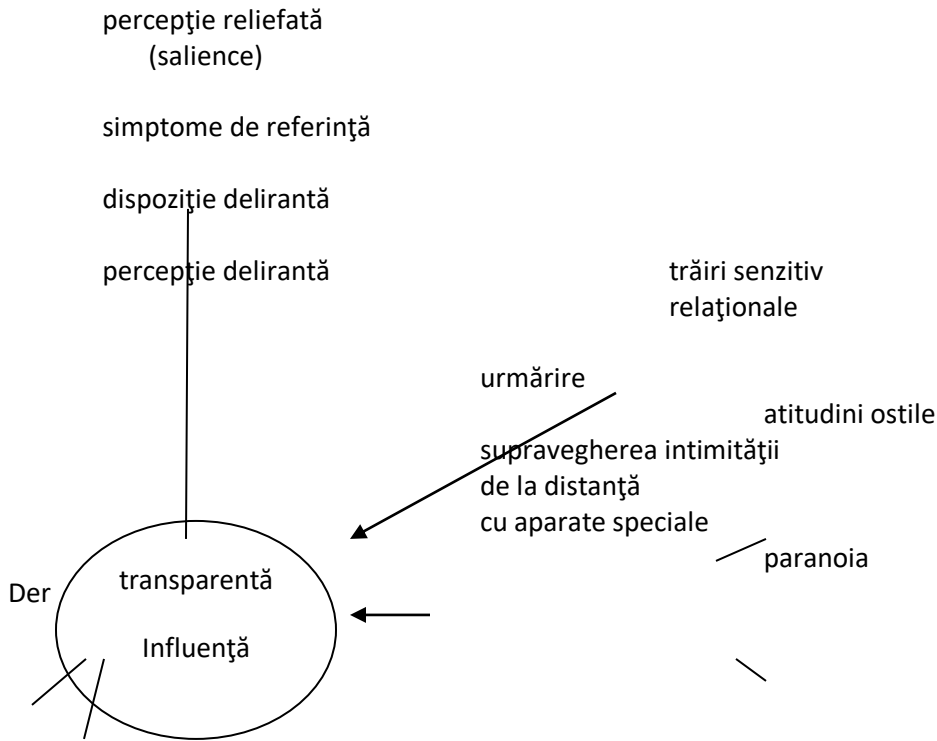 percepţie reliefată
(salience)
simptome de referinţă
dispoziţie delirantă
percepţie delirantă
trăiri senzitiv
relaţionale
urmărire
atitudini ostile
supravegherea intimităţii
de la distanţă
cu aparate speciale
paranoia
Der
transparentă
Influenţă